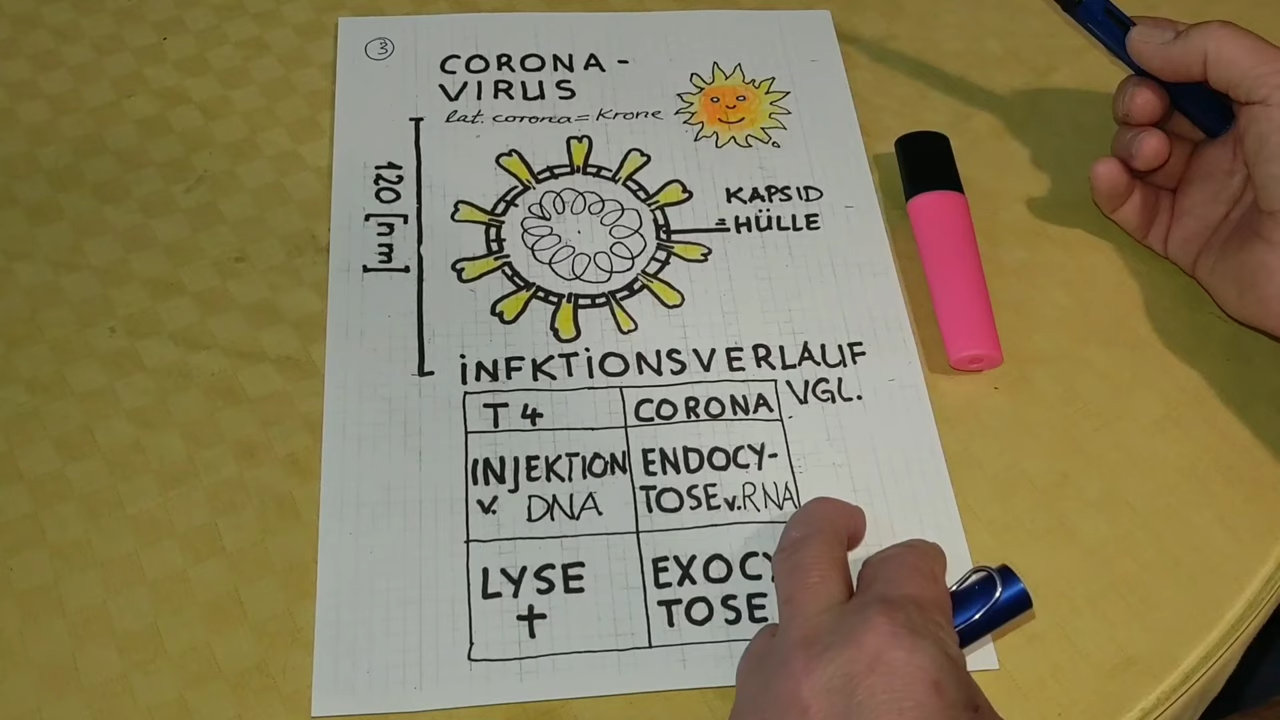 3
CORONA-
VIRUS
lat. corona = Krone
120 [nm]
KAPSID
= HÜLLE
iNFKTiONSVERLAUF
VGL.
T4
CORONA
INJEKTION
v. DNA
ENDOCY-
TOSE v. RNA
LYSE
†
EXOCY
TOSE